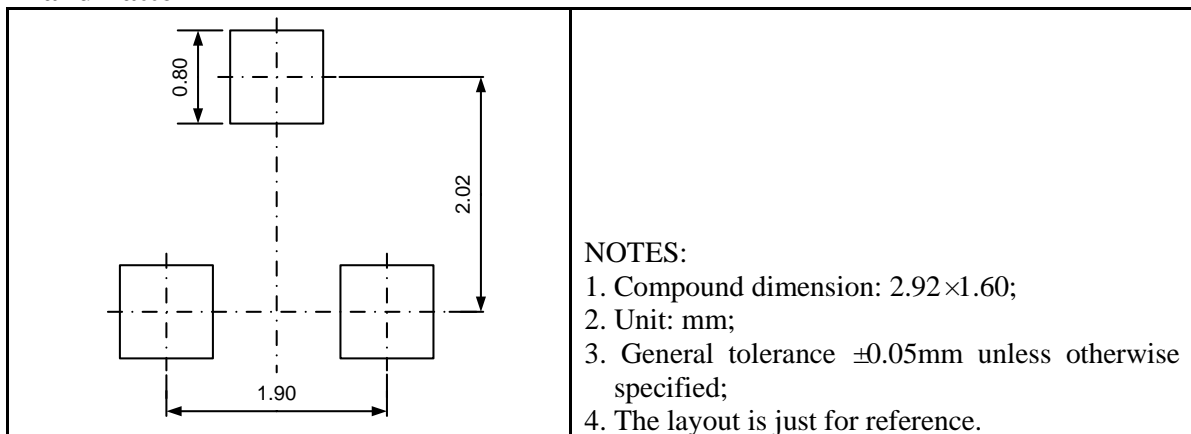 0.80
2.02
1.90
NOTES:
1. Compound dimension: 2.92×1.60;
2. Unit: mm;
3. General tolerance ±0.05mm unless otherwise
specified;
4. The layout is just for reference.